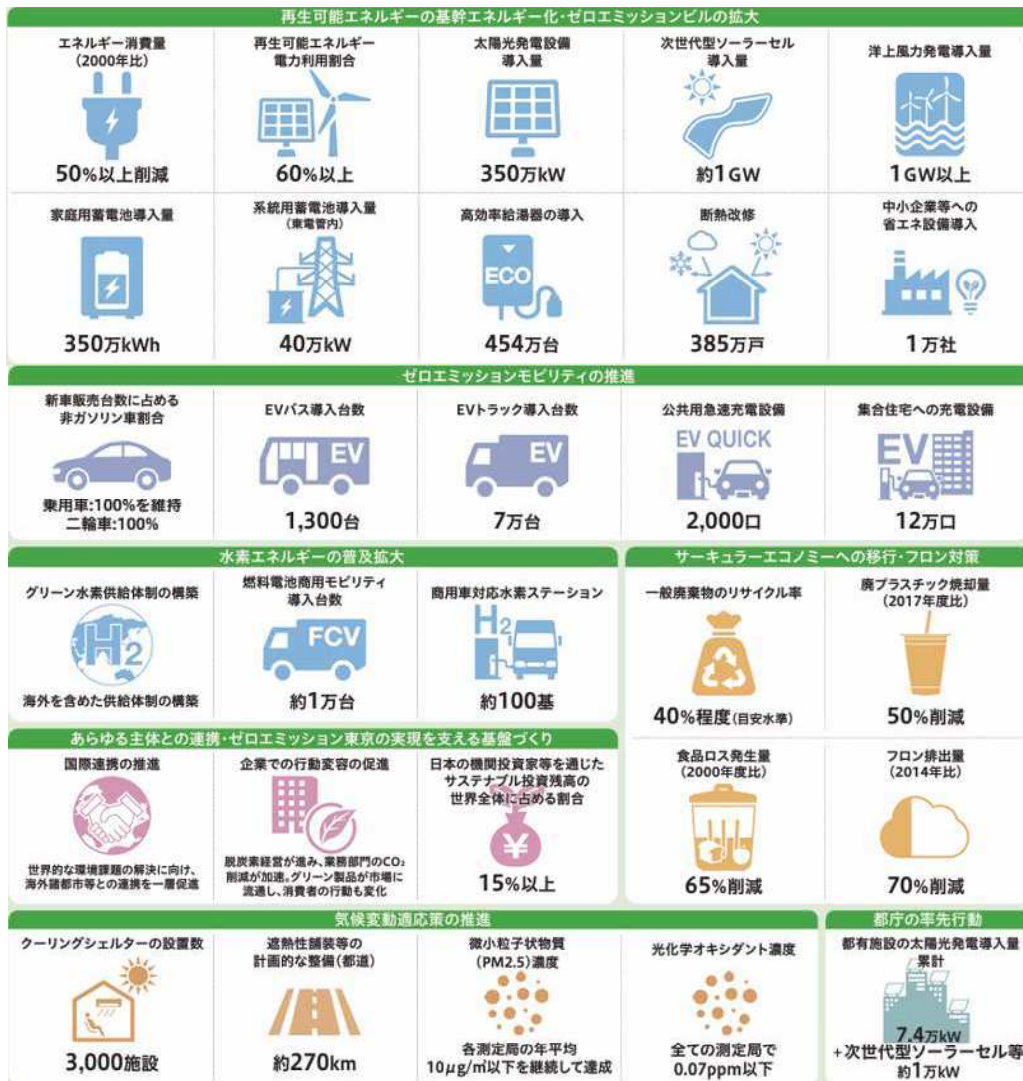 再生可能エネルギーの基幹エネルギー化・ゼロエミッションビルの拡大
エネルギー消費量
(2000年比)
50%以上削減
再生可能エネルギー
電力利用割合
60%以上
太陽光発電設備
導入量
350万kW
次世代型ソーラーセル
導入量
約1GW
洋上風力発電導入量
1GW以上
家庭用蓄電池導入量
350万kWh
系統用蓄電池導入量
(東電管内)
40万kW
高効率給湯器の導入
ECO
454万台
断熱改修
385万戸
中小企業等への
省エネ設備導入
1万社
ゼロエミッションモビリティの推進
新車販売台数に占める
非ガソリン車割合
乗用車:100%を維持
二輪車:100%
EVバス導入台数
EV
1,300台
EVトラック導入台数
EV
7万台
公共用急速充電設備
EV QUICK
2,000口
集合住宅への充電設備
EV
12万口
水素エネルギーの普及拡大
グリーン水素供給体制の構築
H2
海外を含めた供給体制の構築
燃料電池商用モビリティ
導入台数
FCV
約1万台
商用車対応水素ステーション
H2
約100基
サーキュラーエコノミーへの移行・フロン対策
一般廃棄物のリサイクル率
40%程度(目安水準)
廃プラスチック焼却量
(2017年度比)
50%削減
食品ロス発生量
(2000年度比)
65%削減
フロン排出量
(2014年比)
70%削減
あらゆる主体との連携・ゼロエミッション東京の実現を支える基盤づくり
国際連携の推進
世界的な環境課題の解決に向け、
海外諸都市等との連携を一層促進
企業での行動変容の促進
脱炭素経営が進み、業務部門のCO₂
削減が加速。グリーン製品が市場に
流通し、消費者の行動も変化
日本の機関投資家等を通じた
サステナブル投資残高の
世界全体に占める割合
¥
15%以上
気候変動適応策の推進
クーリングシェルターの設置数
3,000施設
遮熱性舗装等の
計画的な整備(都道)
約270km
微小粒子状物質
(PM2.5)濃度
各測定局の年平均
10μg/㎥以下を継続して達成
光化学オキシダント濃度
全ての測定局で
0.07ppm以下
都庁の率先行動
都有施設の太陽光発電導入量
累計
7.4万kW
+次世代型ソーラーセル等
約1万kW